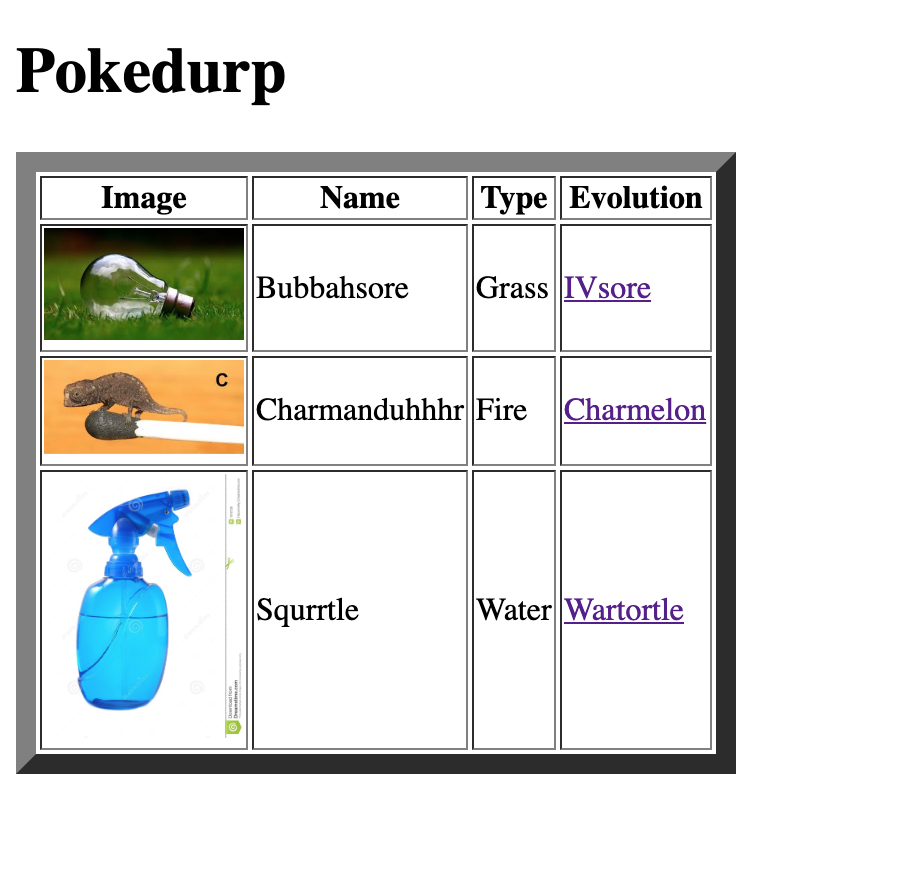 Pokedurp
Image Name Type Evolution
Bubbahsore Grass IVsore
C
Charmanduhhhr Fire Charmelon
Squrrtle Water Wartortle